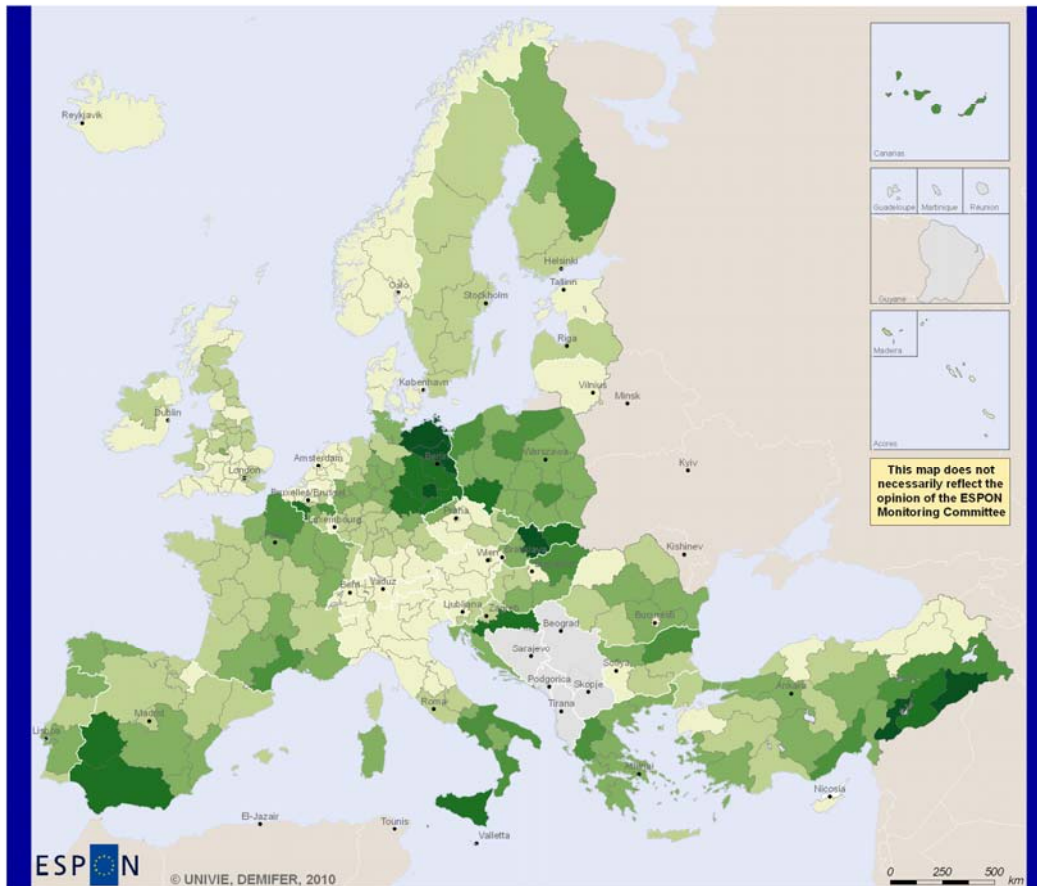 Reykjavik
Canarias
Guadeloupe Martinique Réunion
Guyane
Oslo
Helsinki
Tallinn
Stockholm
Riga
Madeira
København
Vilnius
Minsk
Dublin
Acores
Amsterdam
London
Berlin
Warszawa
Kyiv
This map does not
necessarily reflect the
opinion of the ESPON
Monitoring Committee
Bruxelles/Brussel
Luxembourg
Praha
Paris
Wien
Kishinev
Bern
Vaduz
Ljubljana
Zagreb
Bucuresti
Beograd
Sarajevo
Sofiya
Podgorica
Skopje
Roma
Tirana
Ankara
Madrid
Lisboa
Athinai
Nicosia
El-Jazair
Tounis
Valletta
ESPON
© UNIVIE, DEMIFER, 2010
0 250 500
km